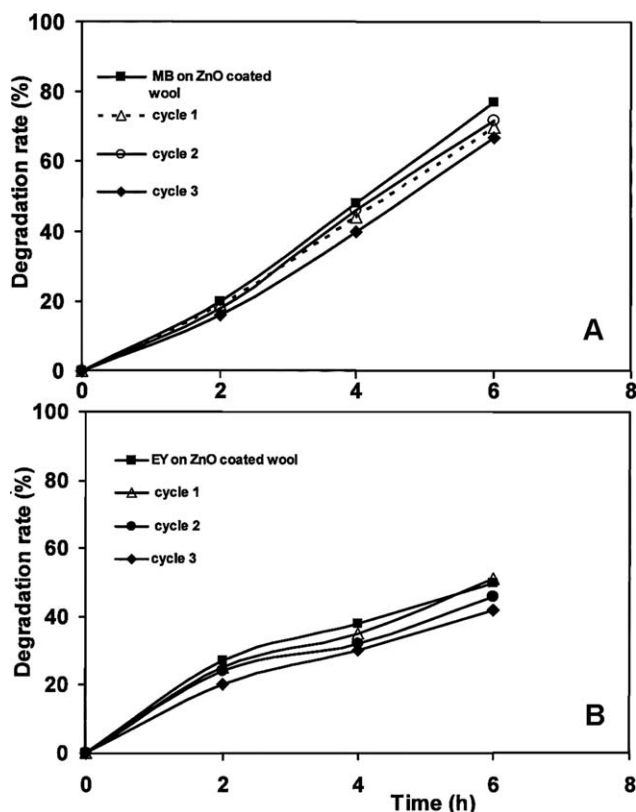 100
80
60
40
20
0
Degradation rate (%)
MB on ZnO coated
wool
cycle 1
cycle 2
cycle 3
A
0 2 4 6 8
100
80
60
40
20
0
Degradation rate (%)
EY on ZnO coated wool
cycle 1
cycle 2
cycle 3
B
0 2 4 6 8
Time (h)